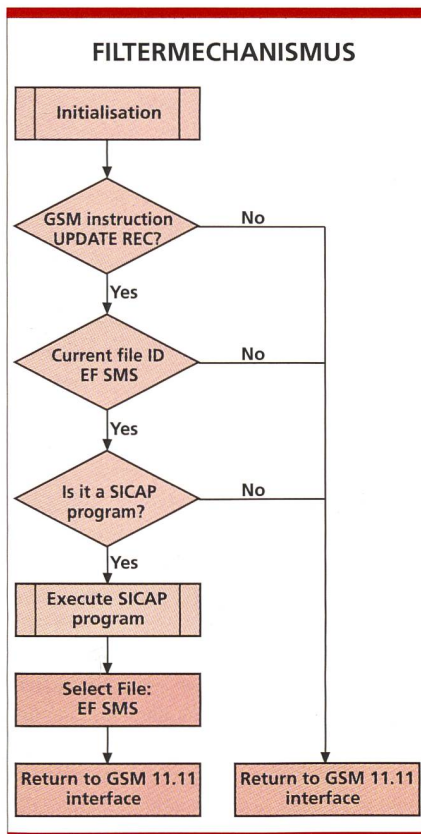 FILTERMECHANISMUS
Initialisation
GSM instruction
UPDATE REC?
No
Yes
Current file ID
EF SMS
No
Yes
Is it a SICAP
program?
No
Yes
Execute SICAP
program
Select File:
EF SMS
Return to GSM 11.11
interface
Return to GSM 11.11
interface